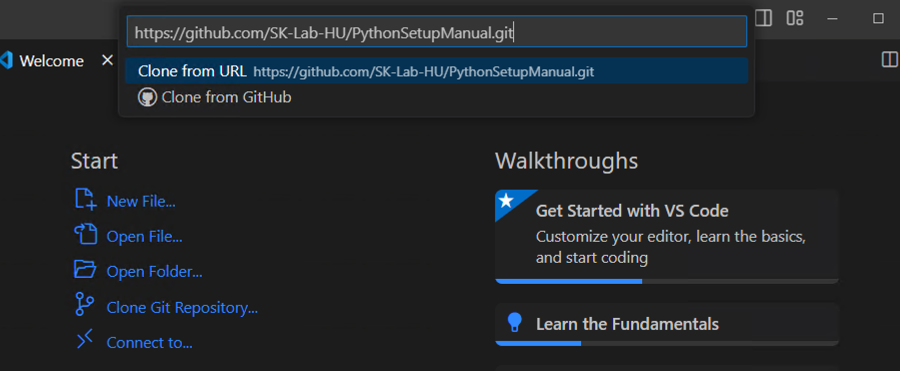 https://github.com/SK-Lab-HU/PythonSetupManual.git
Welcome
Clone from URL https://github.com/SK-Lab-HU/PythonSetupManual.git
Clone from GitHub
Start
New File...
Open File...
Open Folder...
Clone Git Repository...
Connect to...
Walkthroughs
Get Started with VS Code
Customize your editor, learn the basics,
and start coding
Learn the Fundamentals